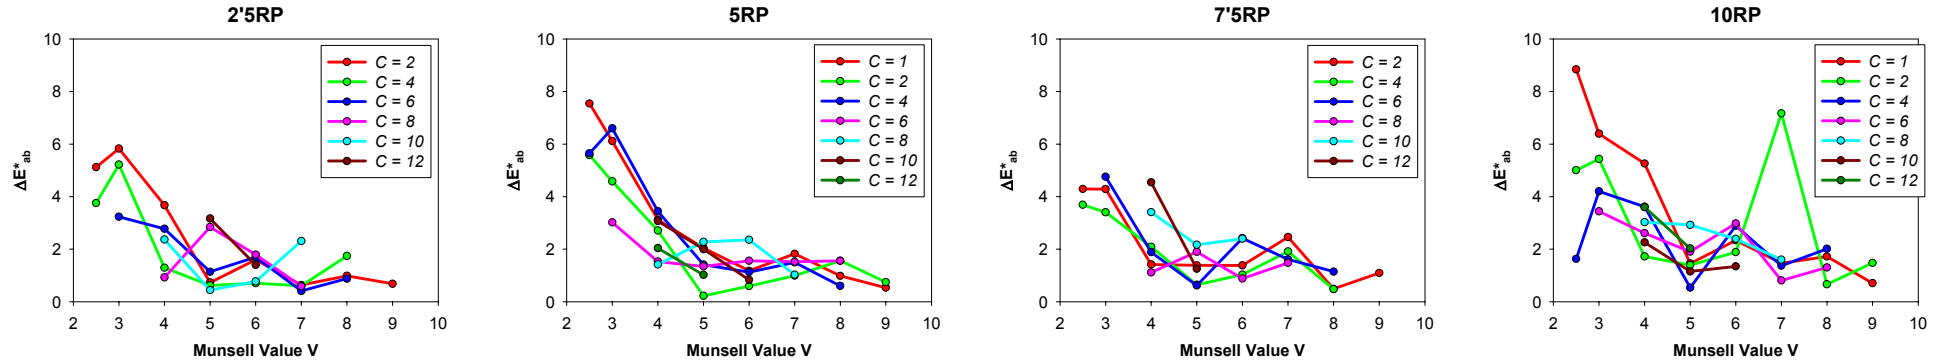 2'5RP
10
8
6
4
2
0
2 3 4 5 6 7 8 9 10
ΔE*ab
Munsell Value V
C = 2
C = 4
C = 6
C = 8
C = 10
C = 12
5RP
10
8
6
4
2
0
2 3 4 5 6 7 8 9 10
ΔE*ab
Munsell Value V
C = 1
C = 2
C = 4
C = 6
C = 8
C = 10
C = 12
7'5RP
10
8
6
4
2
0
2 3 4 5 6 7 8 9 10
ΔE*ab
Munsell Value V
C = 2
C = 4
C = 6
C = 8
C = 10
C = 12
10RP
10
8
6
4
2
0
2 3 4 5 6 7 8 9 10
ΔE*ab
Munsell Value V
C = 1
C = 2
C = 4
C = 6
C = 8
C = 10
C = 12